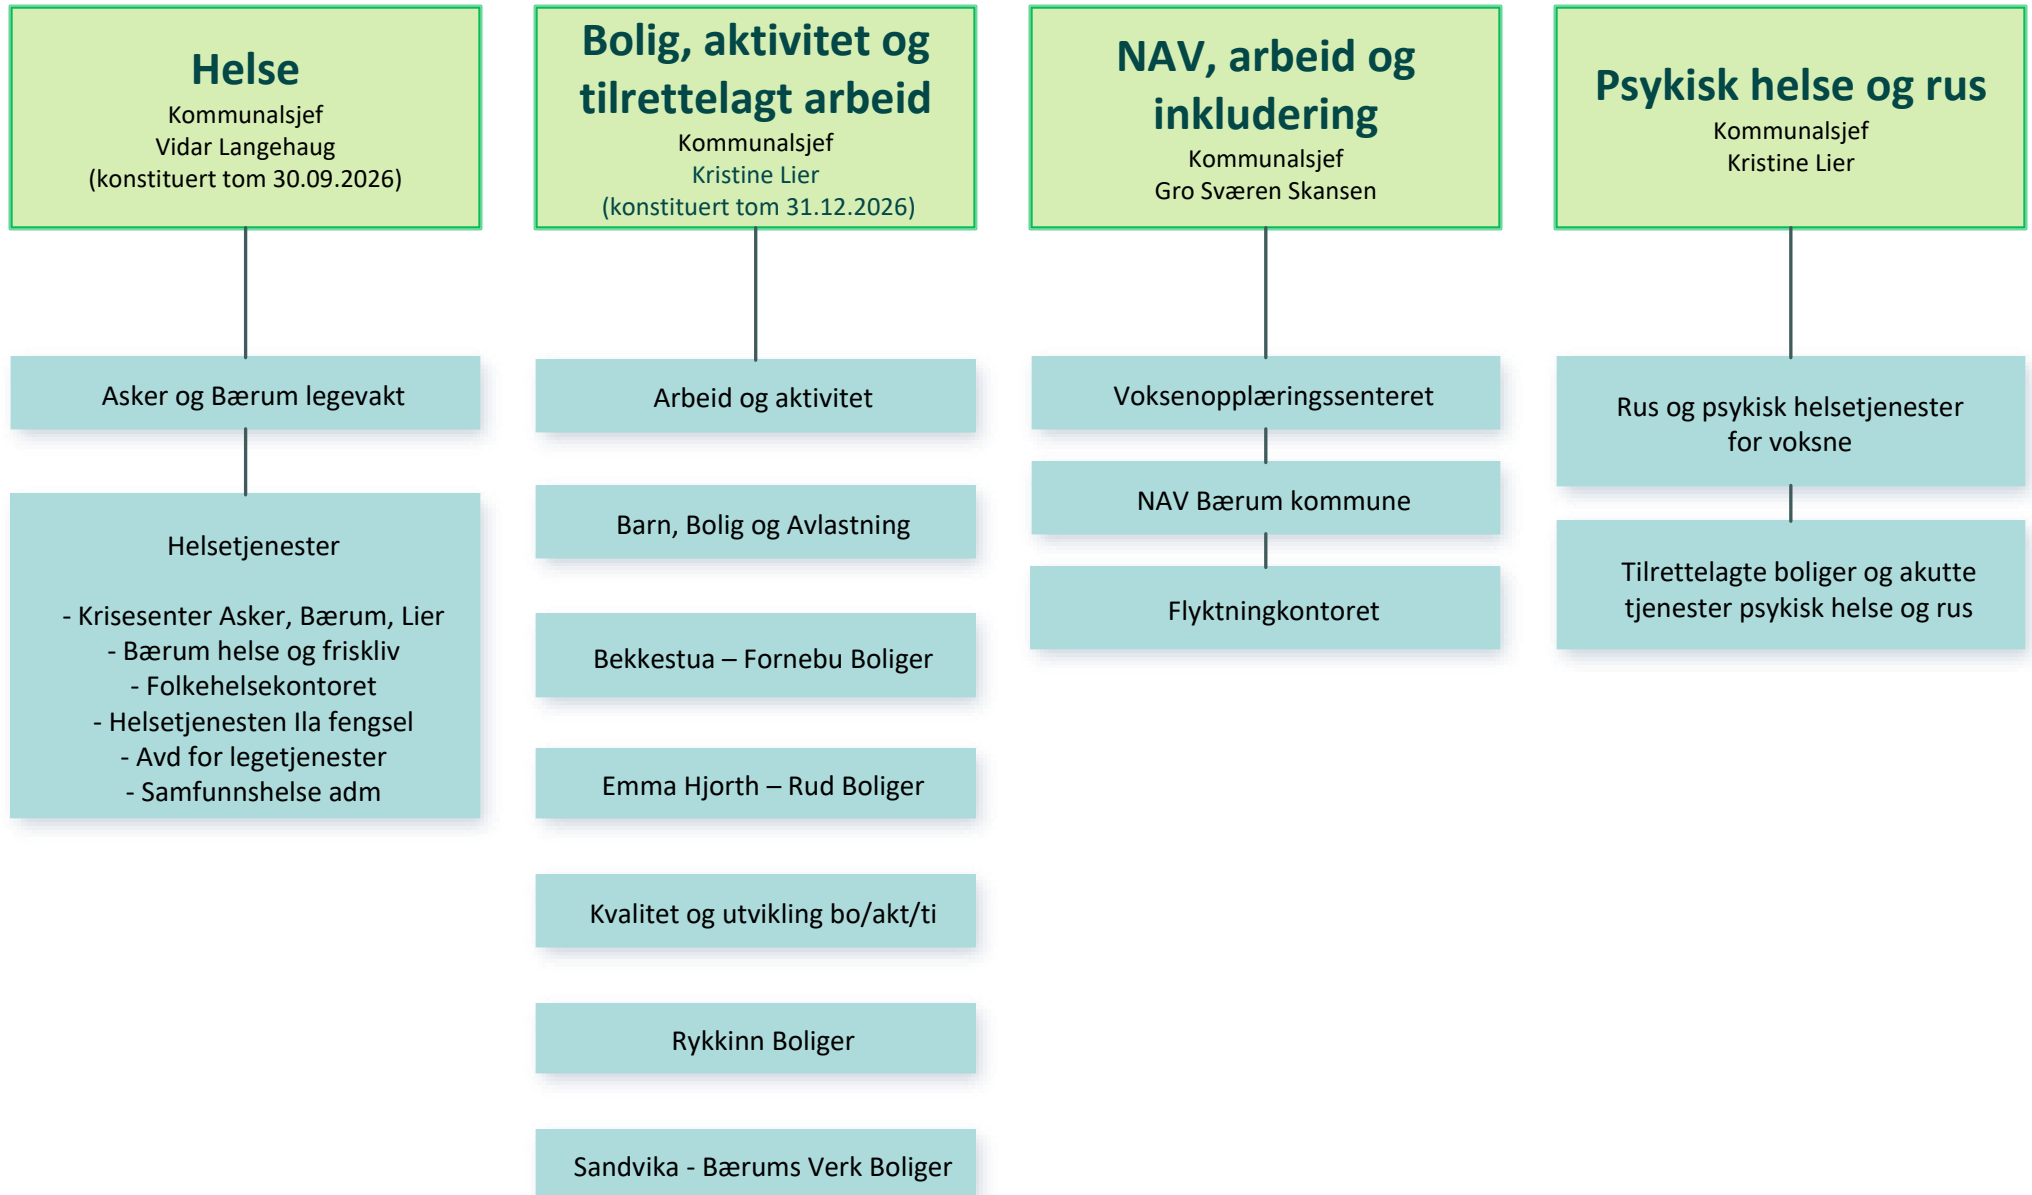 Helse
Kommunalsjef
Vidar Langehaug
(konstituert tom 30.09.2026)
Asker og Bærum legevakt
Helsetjenester
- Krisesenter Asker, Bærum, Lier
- Bærum helse og friskliv
- Folkehelsekontoret
- Helsetjenesten Ila fengsel
- Avd for legetjenester
- Samfunnshelse adm
Bolig, aktivitet og
tilrettelagt arbeid
Kommunalsjef
Kristine Lier
(konstituert tom 31.12.2026)
Arbeid og aktivitet
Barn, Bolig og Avlastning
Bekkestua – Fornebu Boliger
Emma Hjorth – Rud Boliger
Kvalitet og utvikling bo/akt/ti
Rykkinn Boliger
Sandvika - Bærums Verk Boliger
NAV, arbeid og
inkludering
Kommunalsjef
Gro Sværen Skansen
Voksenopplæringssenteret
NAV Bærum kommune
Flyktningkontoret
Psykisk helse og rus
Kommunalsjef
Kristine Lier
Rus og psykisk helsetjenester
for voksne
Tilrettelagte boliger og akutte
tjenester psykisk helse og rus